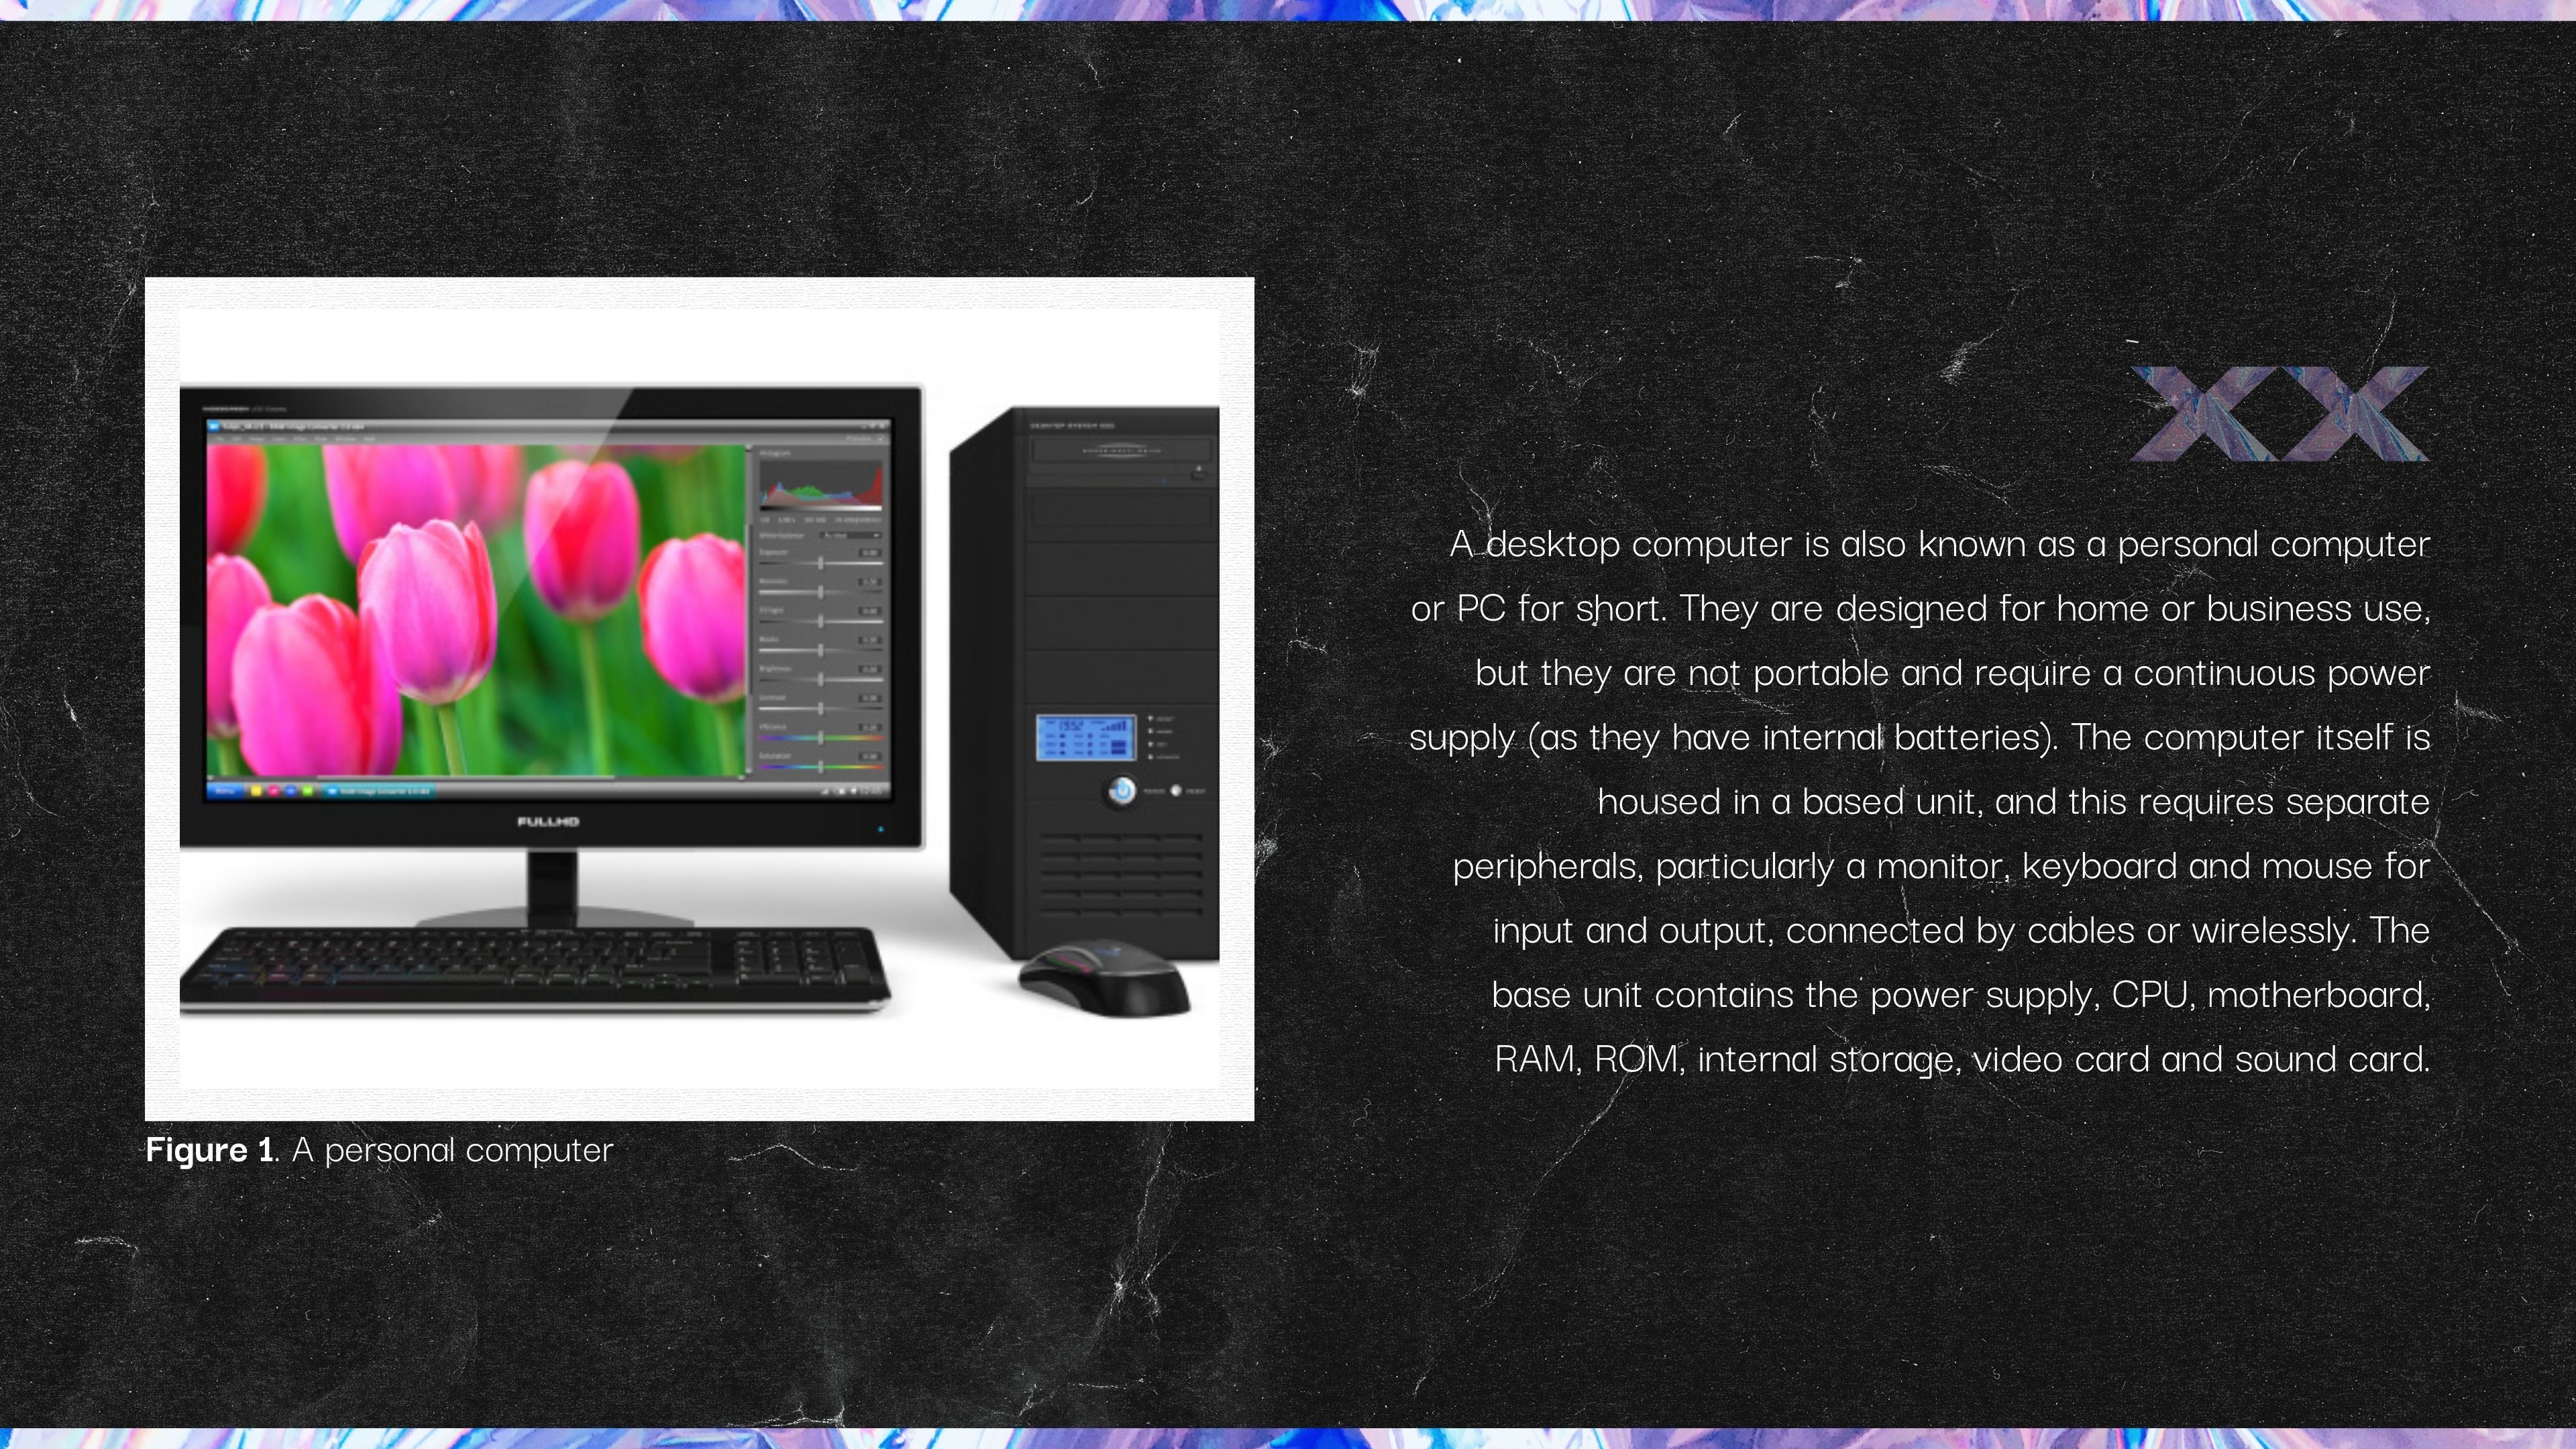 FULLHD
XX
A desktop computer is also known as a personal computer
or PC for short. They are designed for home or business use,
but they are not portable and require a continuous power
supply (as they have internal batteries). The computer itself is
housed in a based unit, and this requires separate
peripherals, particularly a monitor, keyboard and mouse for
input and output, connected by cables or wirelessly. The
base unit contains the power supply, CPU, motherboard,
RAM, ROM, internal storage, video card and sound card.
Figure 1. A personal computer